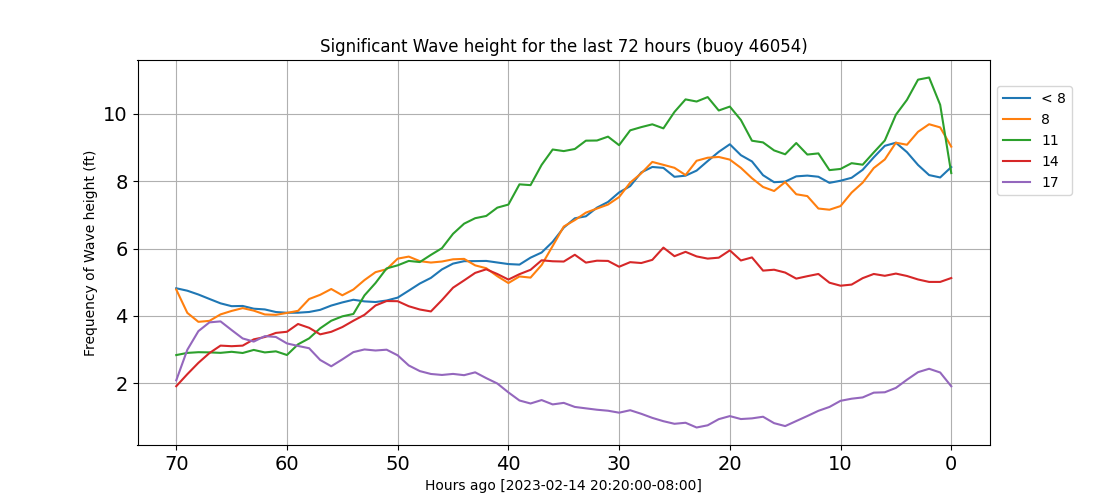 Significant Wave height for the last 72 hours (buoy 46054)
Frequency of Wave height (ft)
10
8
6
4
2
70 60 50 40 30 20 10 0
Hours ago [2023-02-14 20:20:00-08:00]
< 8
8
11
14
17